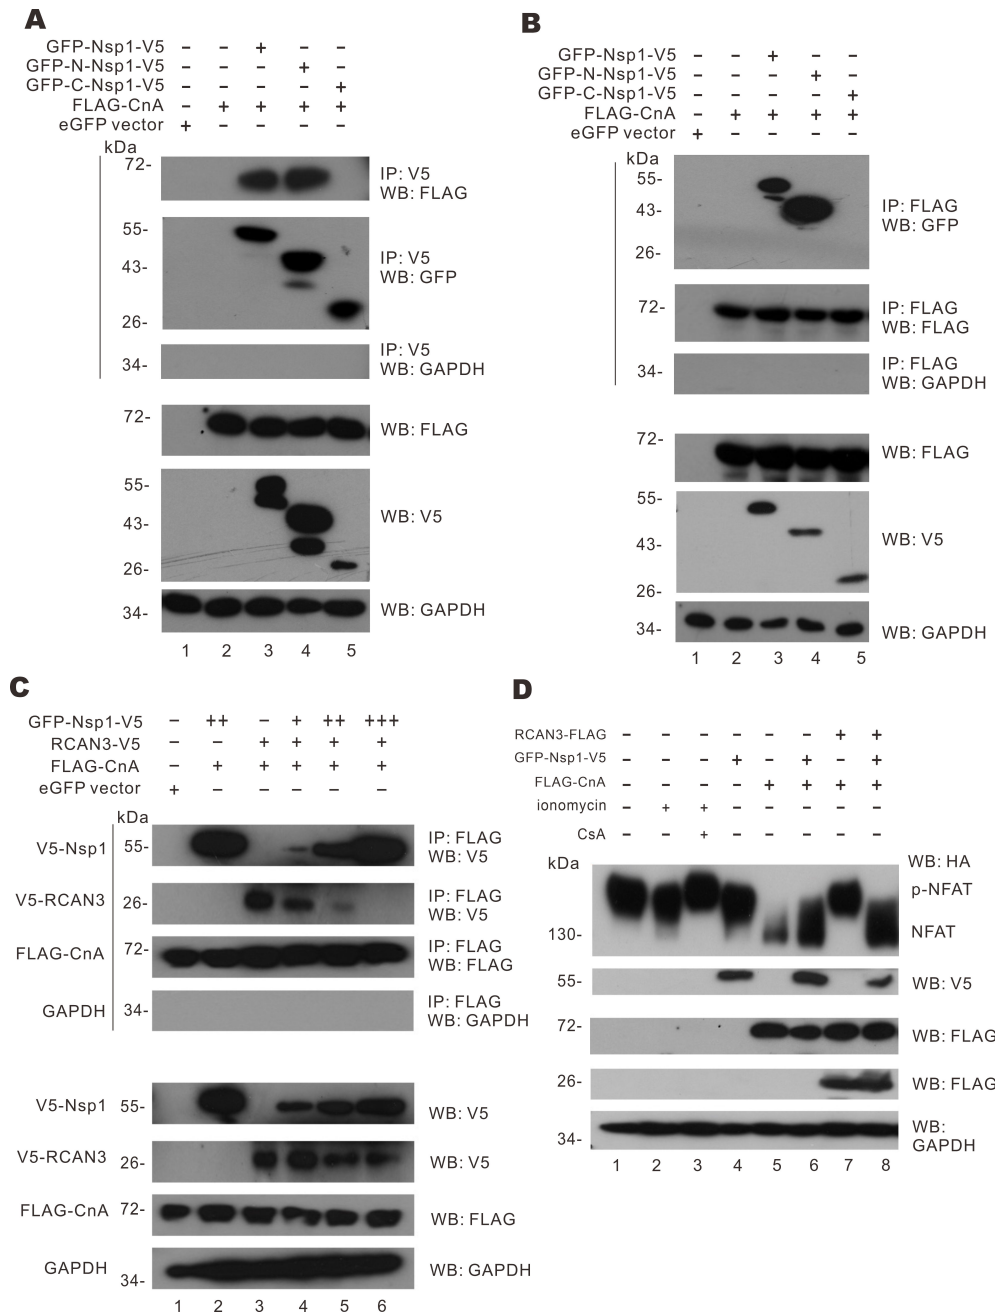 A
GFP-Nsp1-V5 – – + – –
GFP-N-Nsp1-V5 – – – + –
GFP-C-Nsp1-V5 – – – – +
FLAG-CnA – + + + +
eGFP vector + – – – –
kDa
72-
IP: V5
WB: FLAG
55-
43-
26-
IP: V5
WB: GFP
34-
IP: V5
WB: GAPDH
72-
WB: FLAG
55-
43-
26-
WB: V5
34-
WB: GAPDH
1 2 3 4 5
B
GFP-Nsp1-V5 – – + – –
GFP-N-Nsp1-V5 – – – + –
GFP-C-Nsp1-V5 – – – – +
FLAG-CnA – + + + +
eGFP vector + – – – –
kDa
55-
43-
26-
IP: FLAG
WB: GFP
72-
IP: FLAG
WB: FLAG
34-
IP: FLAG
WB: GAPDH
72-
WB: FLAG
55-
43-
26-
WB: V5
34-
WB: GAPDH
1 2 3 4 5
C
GFP-Nsp1-V5 – ++ – + ++ +++
RCAN3-V5 – – + + + +
FLAG-CnA – + + + + +
eGFP vector + – – – – –
kDa
V5-Nsp1 55-
IP: FLAG
WB: V5
V5-RCAN3 26-
IP: FLAG
WB: V5
FLAG-CnA 72-
IP: FLAG
WB: FLAG
GAPDH 34-
IP: FLAG
WB: GAPDH
V5-Nsp1 55- WB: V5
V5-RCAN3 26- WB: V5
FLAG-CnA 72- WB: FLAG
GAPDH 34- WB: GAPDH
1 2 3 4 5 6
D
RCAN3-FLAG – – – – – – + +
GFP-Nsp1-V5 – – – + – + – +
FLAG-CnA – – – – + + + +
ionomycin – + + – – – – –
CsA – – + – – – – –
kDa
WB: HA
p-NFAT
130- NFAT
55- WB: V5
72- WB: FLAG
26- WB: FLAG
34-
WB:
GAPDH
1 2 3 4 5 6 7 8